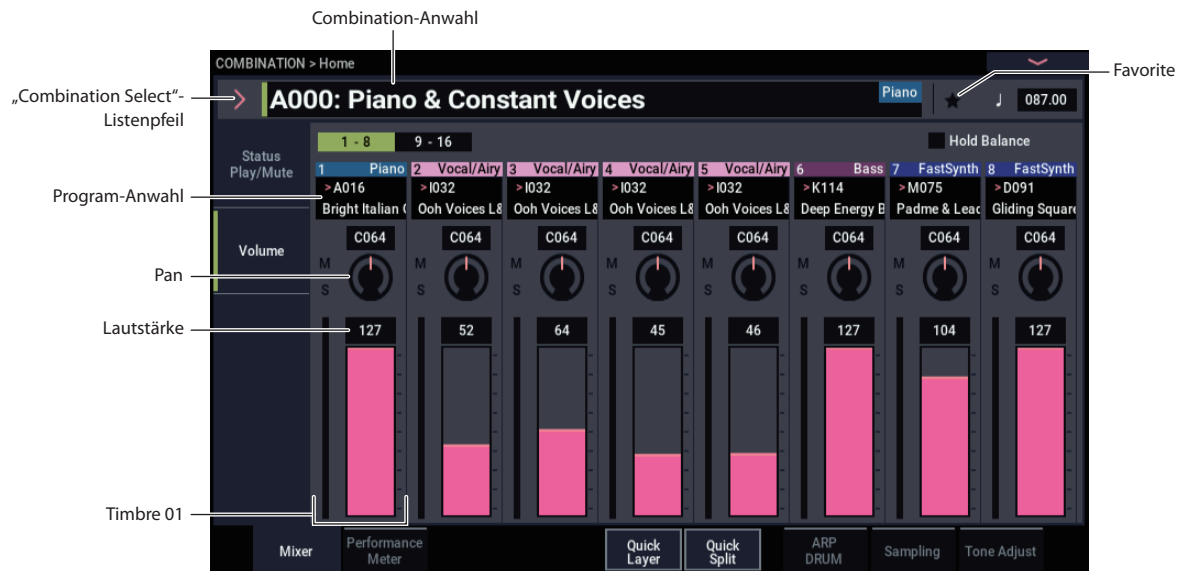 Combination-Anwahl
COMBINATION > Home
Favorite
„Combination Select“-
Listenpfeil
> A000: Piano & Constant Voices
Piano
★ ♩ 087.00
1 - 8 9 - 16
Hold Balance
Status
Play/Mute
1 Piano 2 Vocal/Airy 3 Vocal/Airy 4 Vocal/Airy 5 Vocal/Airy 6 Bass 7 FastSynth 8 FastSynth
Program-Anwahl
>A016 >I032 >I032 >I032 >I032 >K114 >M075 >D091
Bright Italian Ooh Voices L& Ooh Voices L& Ooh Voices L& Ooh Voices L& Deep Energy B Padme & Lead Gliding Square
Volume
C064 C064 C064 C064 C064 C064 C064 C064
Pan
M M M M M M M M
S S S S S S S S
Lautstärke
127 52 64 45 46 127 104 127
Timbre 01
Mixer
Performance
Meter
Quick
Layer
Quick
Split
ARP
DRUM
Sampling
Tone Adjust